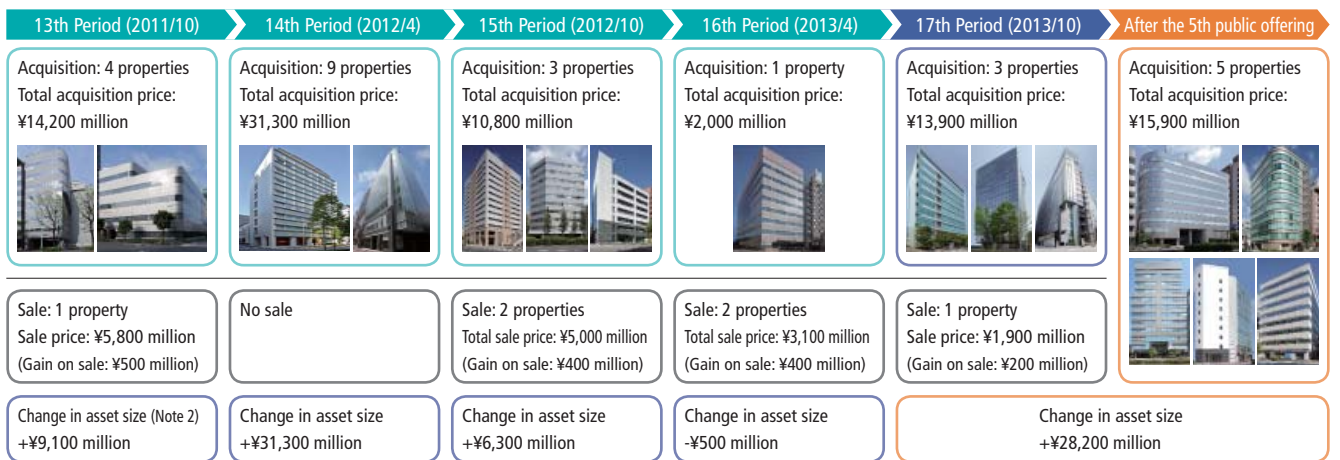 13th Period (2011/10)
14th Period (2012/4)
15th Period (2012/10)
16th Period (2013/4)
17th Period (2013/10)
After the 5th public offering
Acquisition: 4 properties
Total acquisition price:
¥14,200 million
Acquisition: 9 properties
Total acquisition price:
¥31,300 million
Acquisition: 3 properties
Total acquisition price:
¥10,800 million
Acquisition: 1 property
Total acquisition price:
¥2,000 million
Acquisition: 3 properties
Total acquisition price:
¥13,900 million
Acquisition: 5 properties
Total acquisition price:
¥15,900 million
Sale: 1 property
Sale price: ¥5,800 million
(Gain on sale: ¥500 million)
No sale
Sale: 2 properties
Total sale price: ¥5,000 million
(Gain on sale: ¥400 million)
Sale: 2 properties
Total sale price: ¥3,100 million
(Gain on sale: ¥400 million)
Sale: 1 property
Sale price: ¥1,900 million
(Gain on sale: ¥200 million)
Change in asset size (Note 2)
+¥9,100 million
Change in asset size
+¥31,300 million
Change in asset size
+¥6,300 million
Change in asset size
-¥500 million
Change in asset size
+¥28,200 million